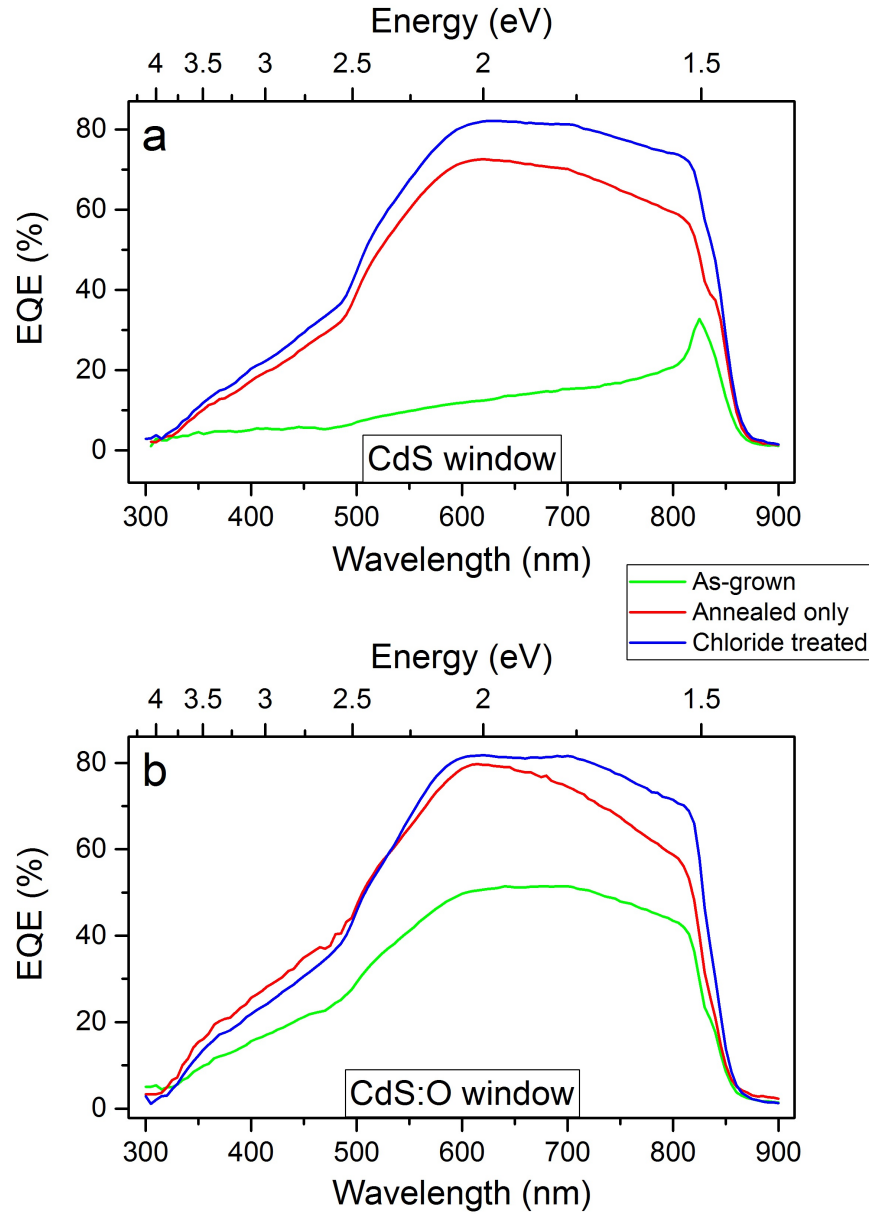 Energy (eV)
4 3.5 3 2.5 2 1.5
a
80
60
40
20
0
EQE (%)
CdS window
300 400 500 600 700 800 900
Wavelength (nm)
As-grown
Annealed only
Chloride treated
Energy (eV)
4 3.5 3 2.5 2 1.5
b
80
60
40
20
0
EQE (%)
CdS:O window
300 400 500 600 700 800 900
Wavelength (nm)